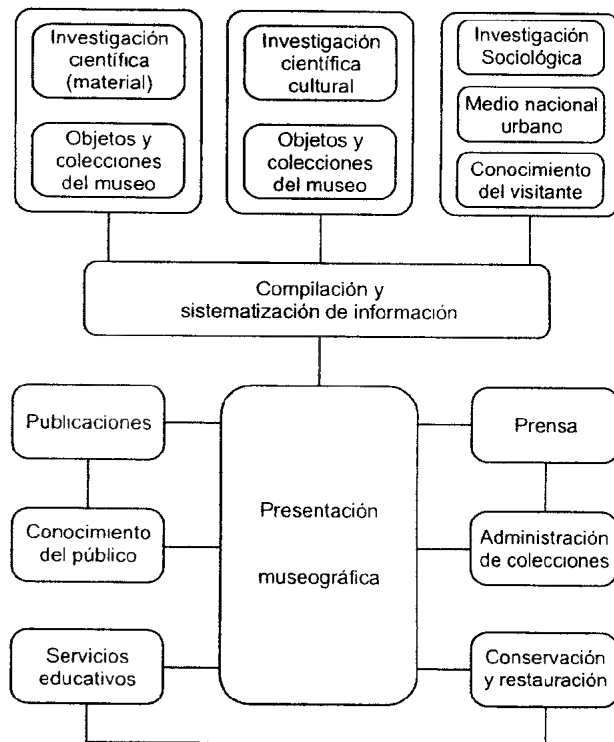 Investigación
científica
(material)
Objetos y
colecciones
del museo
Investigación
científica
cultural
Objetos y
colecciones
del museo
Investigación
Sociológica
Medio nacional
urbano
Conocimiento
del visitante
Compilación y
sistematización de información
Publicaciones
Conocimiento
del público
Servicios
educativos
Presentación
museográfica
Prensa
Administración
de colecciones
Conservación
y restauración